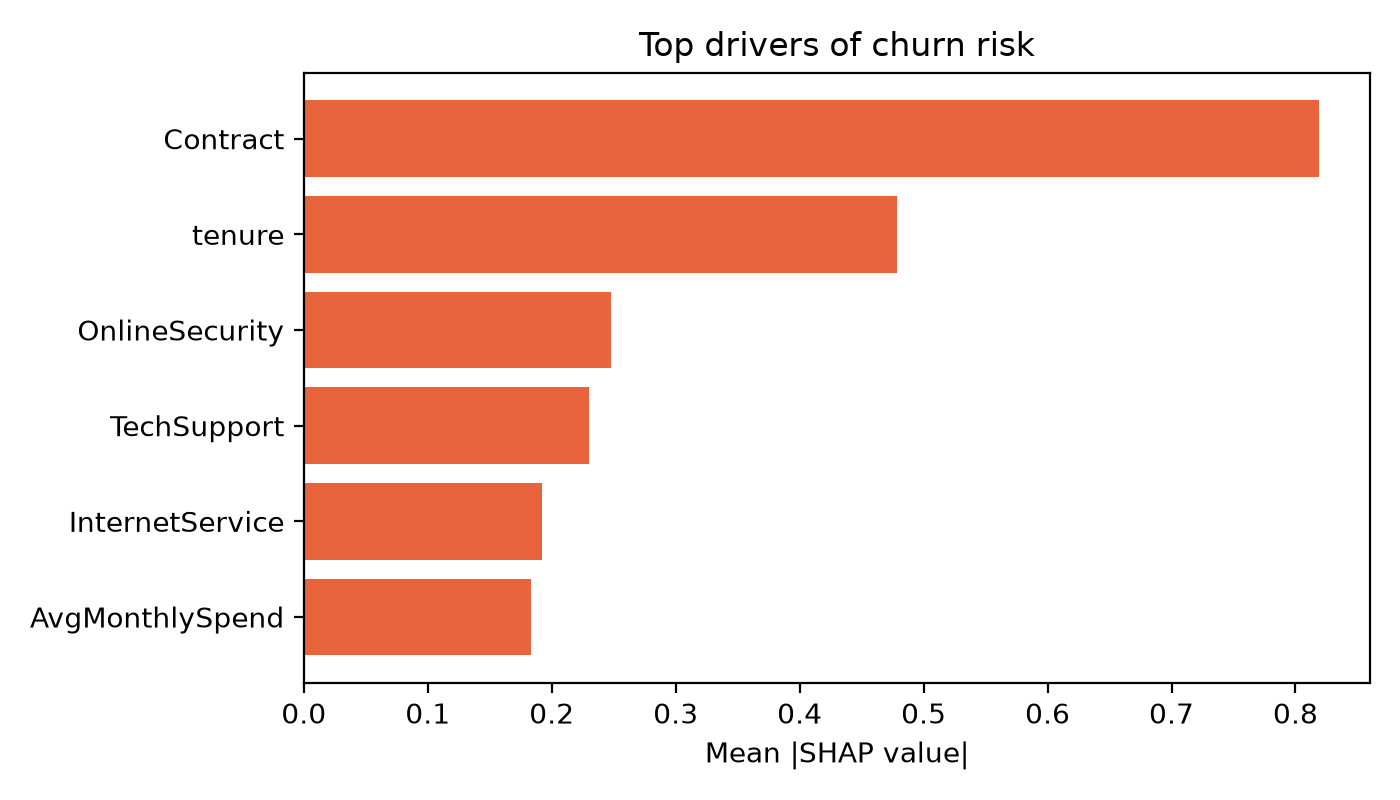 Top drivers of churn risk
Contract
tenure
OnlineSecurity
TechSupport
InternetService
AvgMonthlySpend
0.0 0.1 0.2 0.3 0.4 0.5 0.6 0.7 0.8
Mean |SHAP value|